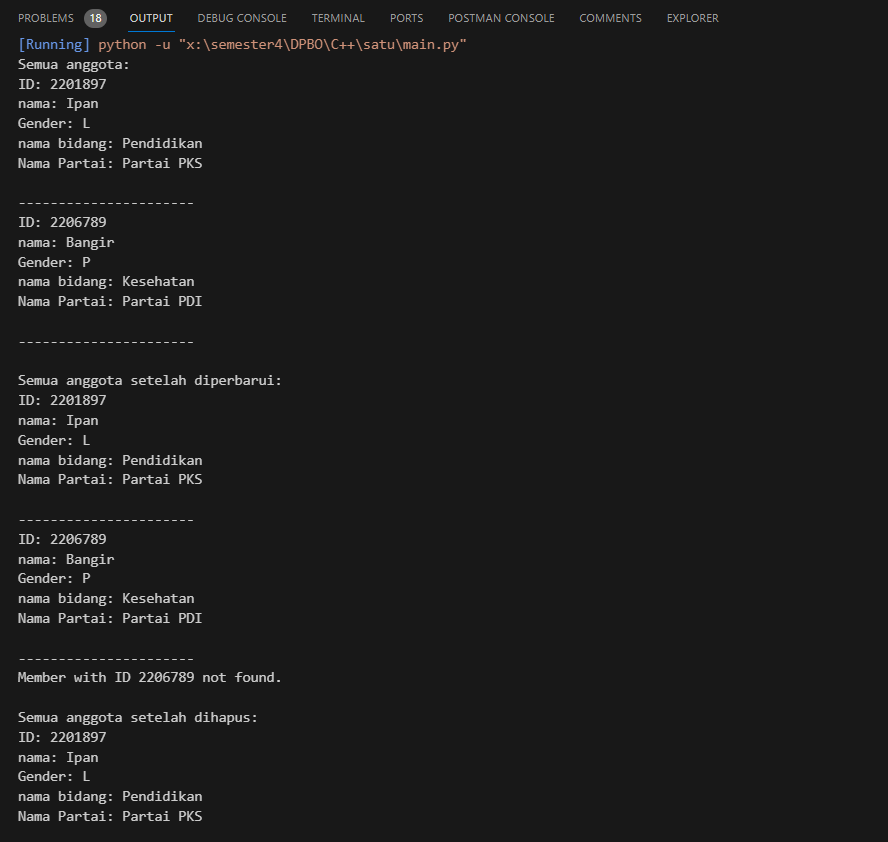 PROBLEMS 18 OUTPUT DEBUG CONSOLE TERMINAL PORTS POSTMAN CONSOLE COMMENTS EXPLORER
[Running] python -u "x:\semester4\DPBO\C++\satu\main.py"
Semua anggota:
ID: 2201897
nama: Ipan
Gender: L
nama bidang: Pendidikan
Nama Partai: Partai PKS
----------------------
ID: 2206789
nama: Bangir
Gender: P
nama bidang: Kesehatan
Nama Partai: Partai PDI
----------------------
Semua anggota setelah diperbarui:
ID: 2201897
nama: Ipan
Gender: L
nama bidang: Pendidikan
Nama Partai: Partai PKS
----------------------
ID: 2206789
nama: Bangir
Gender: P
nama bidang: Kesehatan
Nama Partai: Partai PDI
----------------------
Member with ID 2206789 not found.
Semua anggota setelah dihapus:
ID: 2201897
nama: Ipan
Gender: L
nama bidang: Pendidikan
Nama Partai: Partai PKS